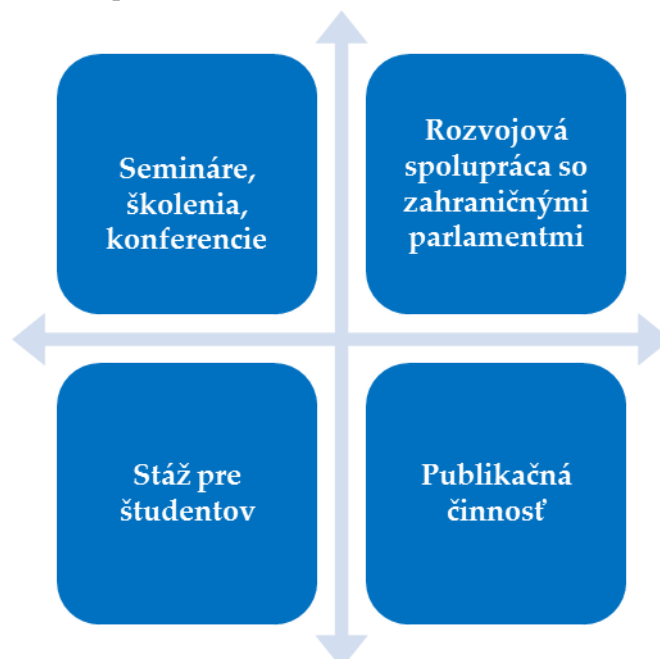 Semináre,
školenia,
konferencie
Rozvojová
spolupráca so
zahraničnými
parlamentmi
Stáž pre
študentov
Publikačná
činnosť